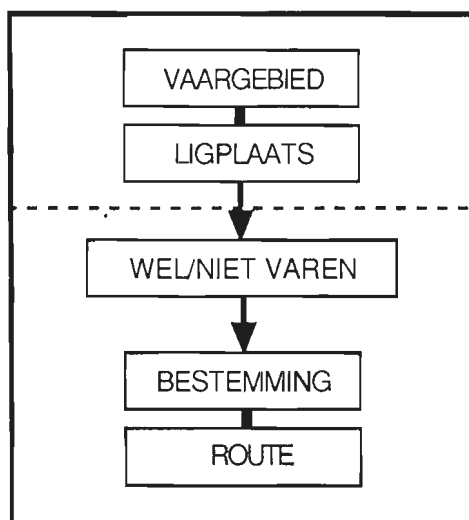 VAARGEBIED
LIGPLAATS
WEL/NIET VAREN
BESTEMMING
ROUTE